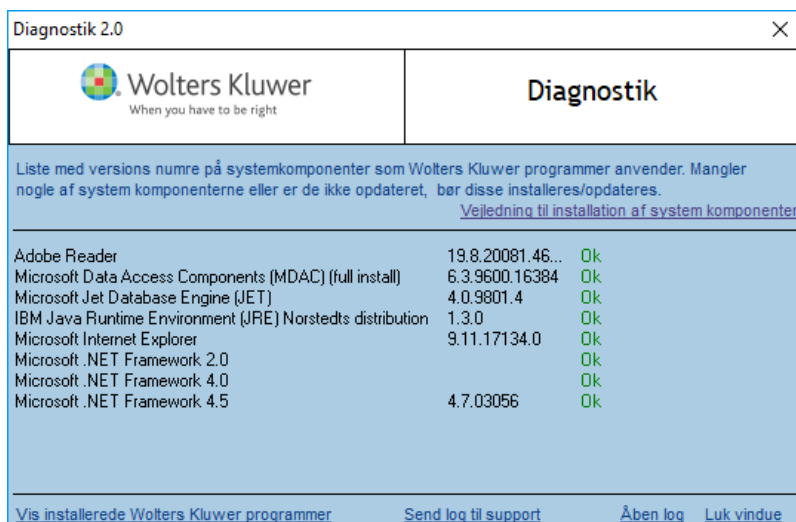 Diagnostik 2.0
Wolters Kluwer
When you have to be right
Diagnostik
Liste med versions numre på systemkomponenter som Wolters Kluwer programmer anvender. Mangler
nogle af system komponenterne eller er de ikke opdateret, bør disse installeres/opdateres.
Vejledning til installation af system komponenter
Adobe Reader 19.8.20081.46... Ok
Microsoft Data Access Components (MDAC) (full install) 6.3.9600.16384 Ok
Microsoft Jet Database Engine (JET) 4.0.9801.4 Ok
IBM Java Runtime Environment (JRE) Norstedts distribution 1.3.0 Ok
Microsoft Internet Explorer 9.11.17134.0 Ok
Microsoft .NET Framework 2.0 Ok
Microsoft .NET Framework 4.0 Ok
Microsoft .NET Framework 4.5 4.7.03056 Ok
Vis installerede Wolters Kluwer programmer Send log til support Åben log Luk vindue